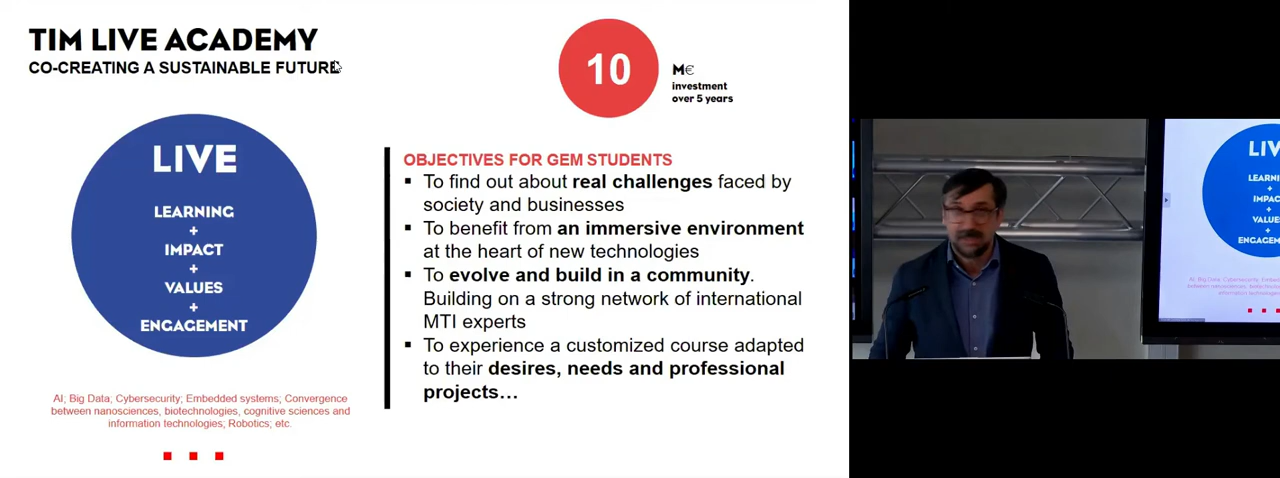 TIM LIVE ACADEMY
CO-CREATING A SUSTAINABLE FUTURE
10
M€
investment
over 5 years
LIVE
LEARNING
+
IMPACT
+
VALUES
+
ENGAGEMENT
AI; Big Data; Cybersecurity; Embedded systems; Convergence
between nanosciences, biotechnologies, cognitive sciences and
information technologies; Robotics; etc.
OBJECTIVES FOR GEM STUDENTS
▪ To find out about real challenges faced by
society and businesses
▪ To benefit from an immersive environment
at the heart of new technologies
▪ To evolve and build in a community.
Building on a strong network of international
MTI experts
▪ To experience a customized course adapted
to their desires, needs and professional
projects…
LIV
LEARNI
+
IMPAC
+
VALUE
+
ENGAGEME